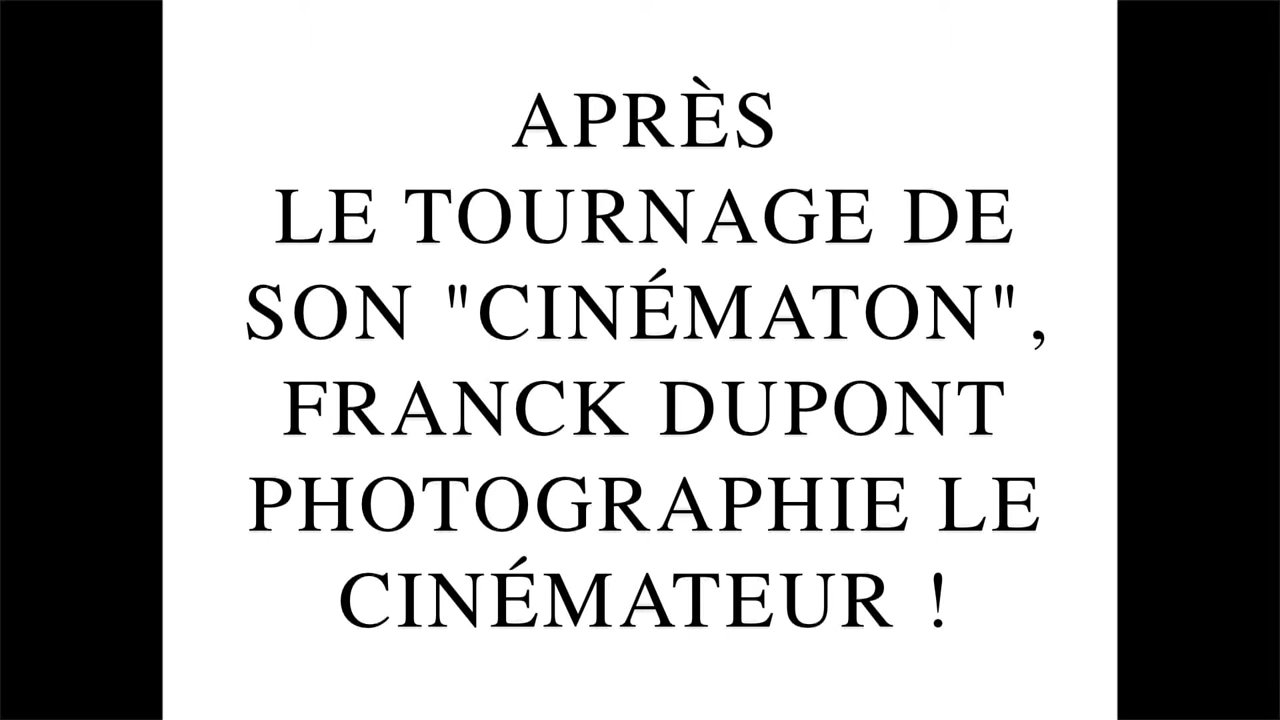 APRÈS
LE TOURNAGE DE
SON "CINÉMATON",
FRANCK DUPONT
PHOTOGRAPHIE LE
CINÉMATEUR !